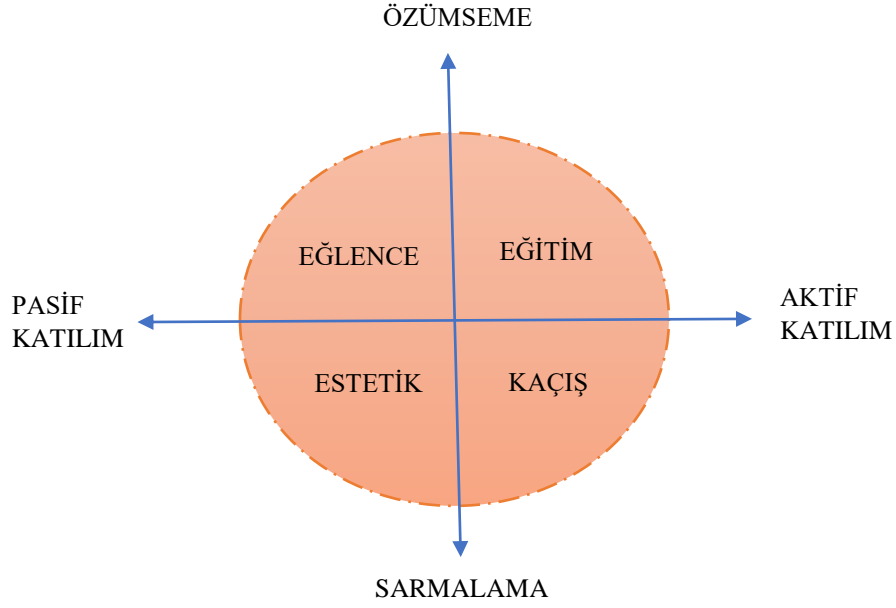 ÖZÜMSEME
EĞLENCE
EĞİTİM
PASİF
KATILIM
AKTİF
KATILIM
ESTETİK
KAÇIŞ
SARMALAMA